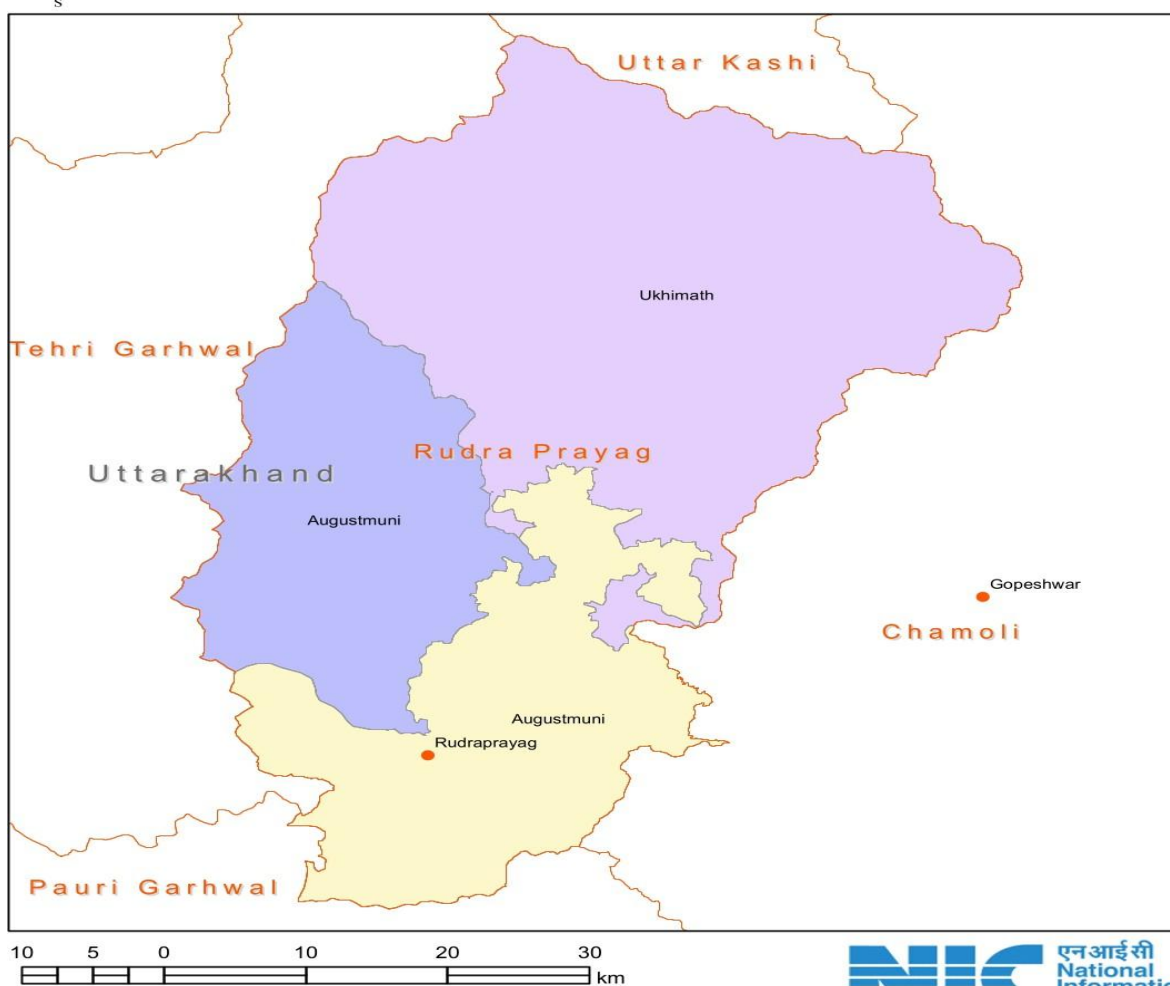 s
Uttar Kashi
Ukhimath
Tehri Garhwal
Rudra Prayag
Uttarakhand
Augustmuni
Gopeshwar
Chamoli
Augustmuni
Rudraprayag
Pauri Garhwal
10 5 0 10 20 30
km
NIC
एनआईसी
National